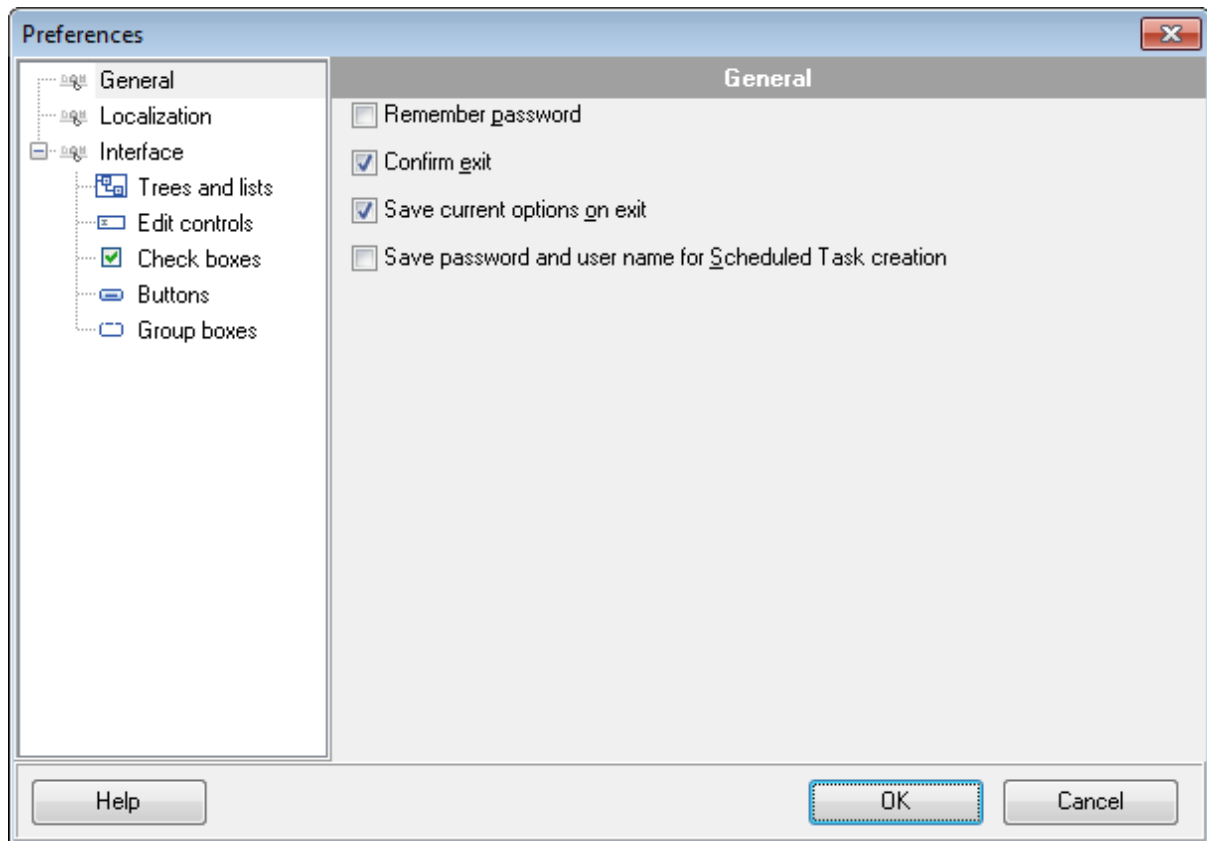 Preferences
General
Localization
Interface
Trees and lists
Edit controls
Check boxes
Buttons
Group boxes
General
Remember password
Confirm exit
Save current options on exit
Save password and user name for Scheduled Task creation
Help
OK
Cancel